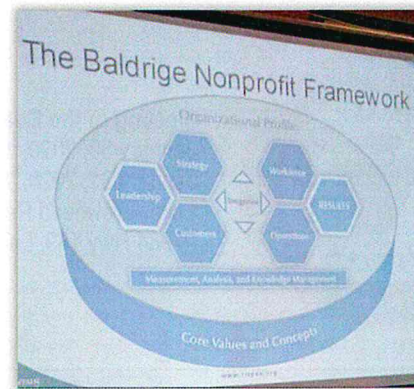 The Baldrige Nonprofit Framework
Organizational Profile
Strategy
Workforce
Leadership
Integration
RESULTS
Customers
Operations
Measurement, Analysis, and Knowledge Management
Core Values and Concepts